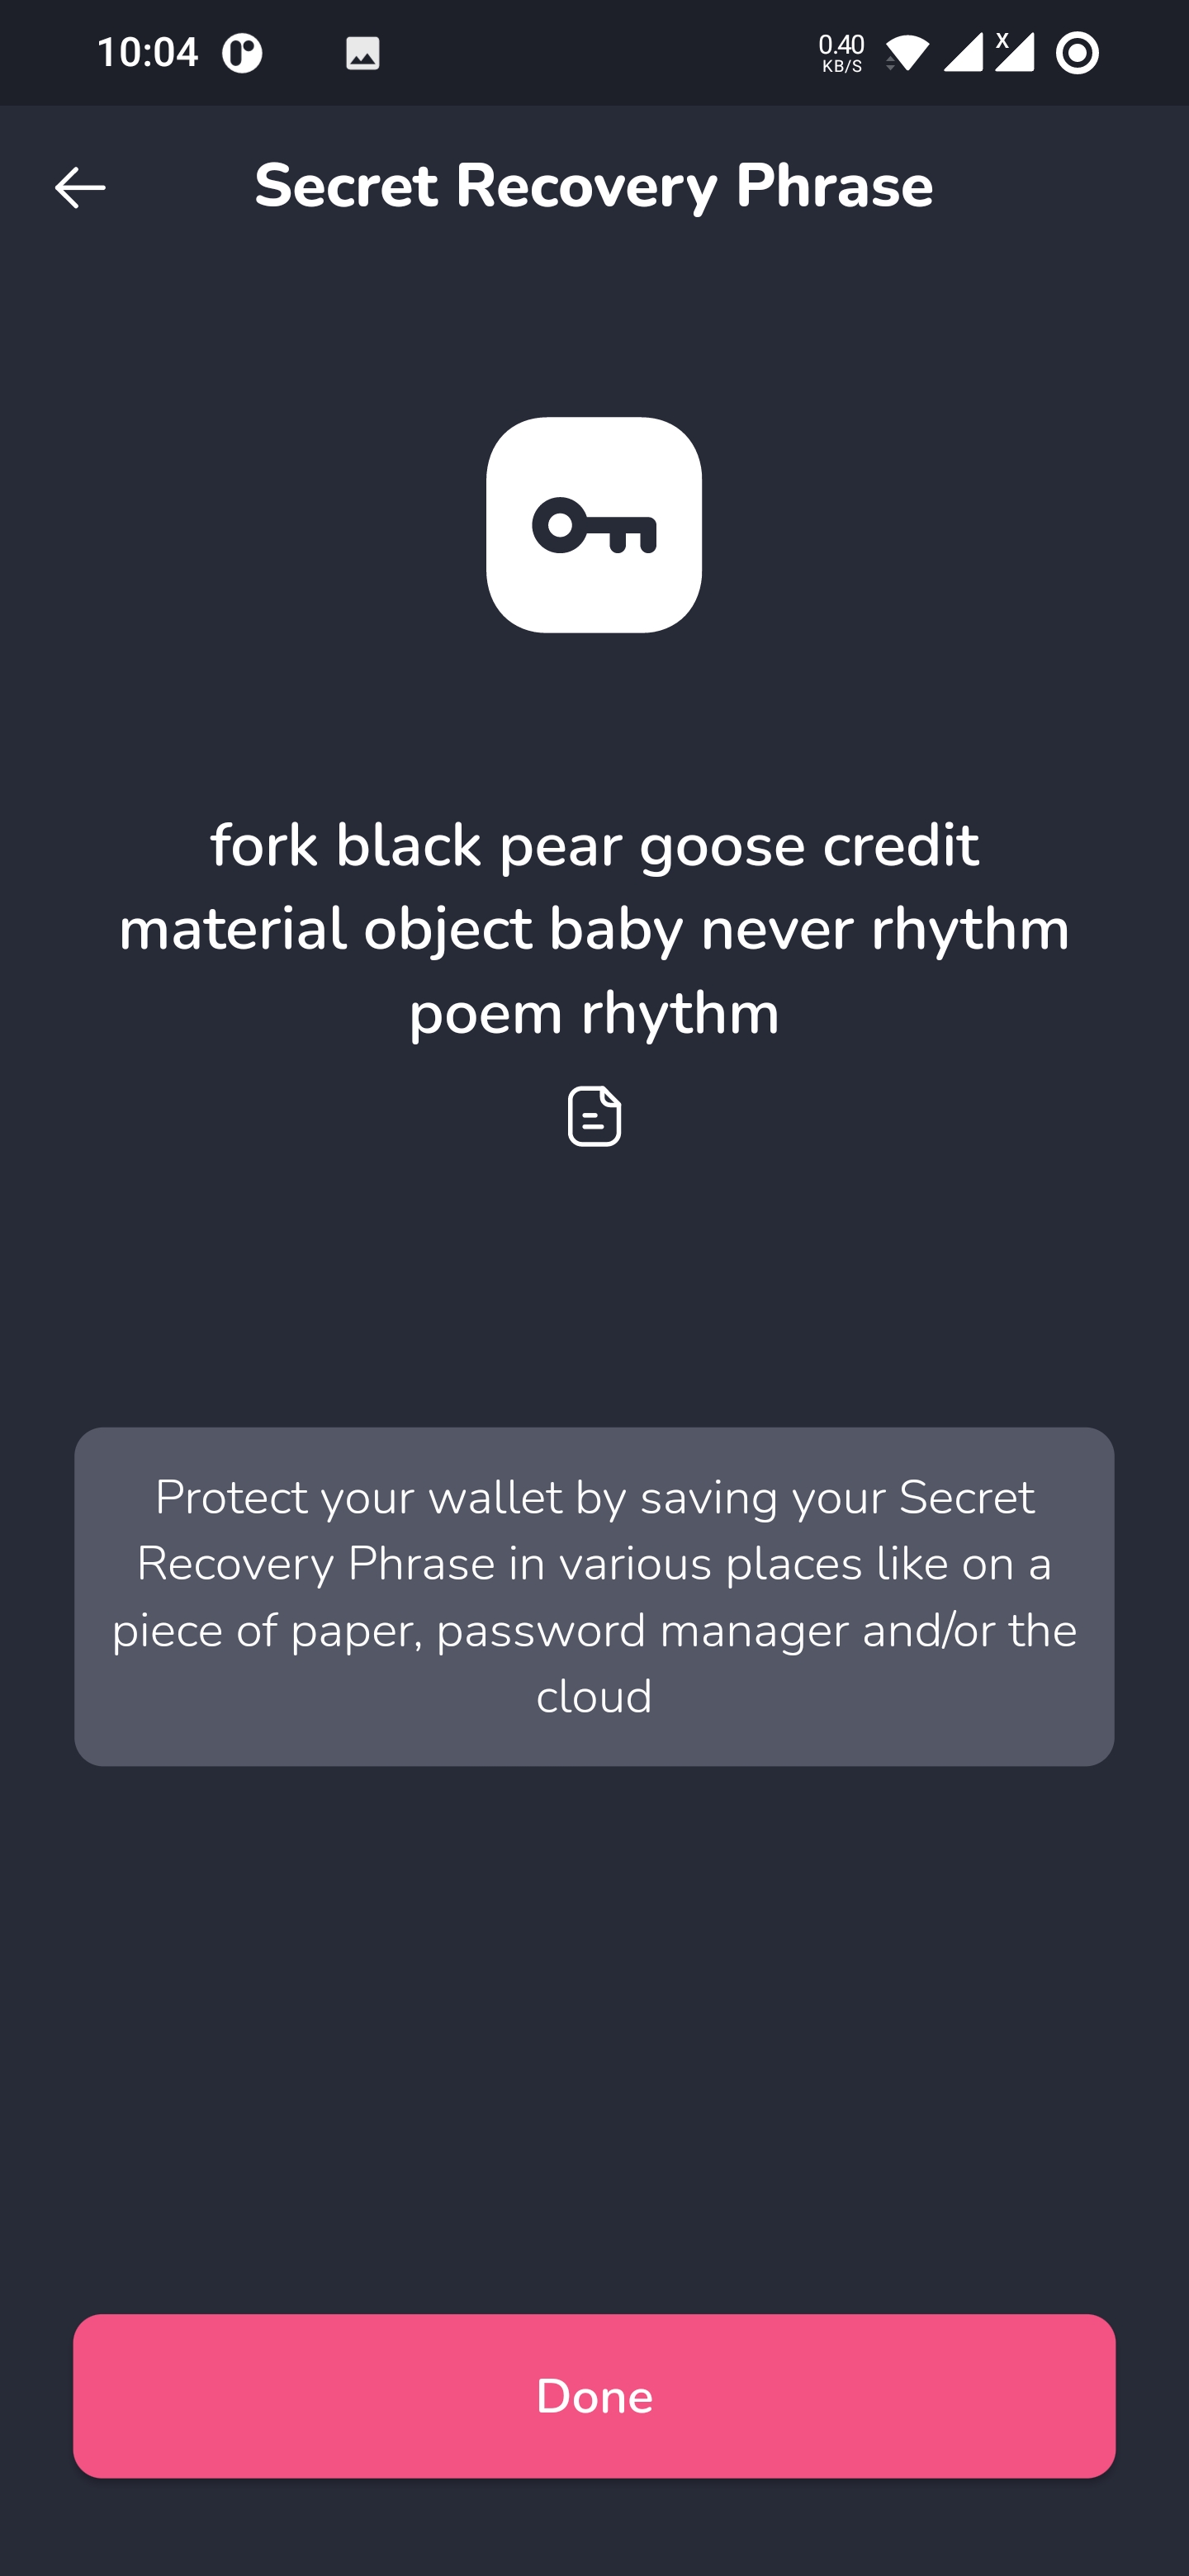 10:04
0.40
KB/S
X
Secret Recovery Phrase
fork black pear goose credit
material object baby never rhythm
poem rhythm
Protect your wallet by saving your Secret
Recovery Phrase in various places like on a
piece of paper, password manager and/or the
cloud
Done